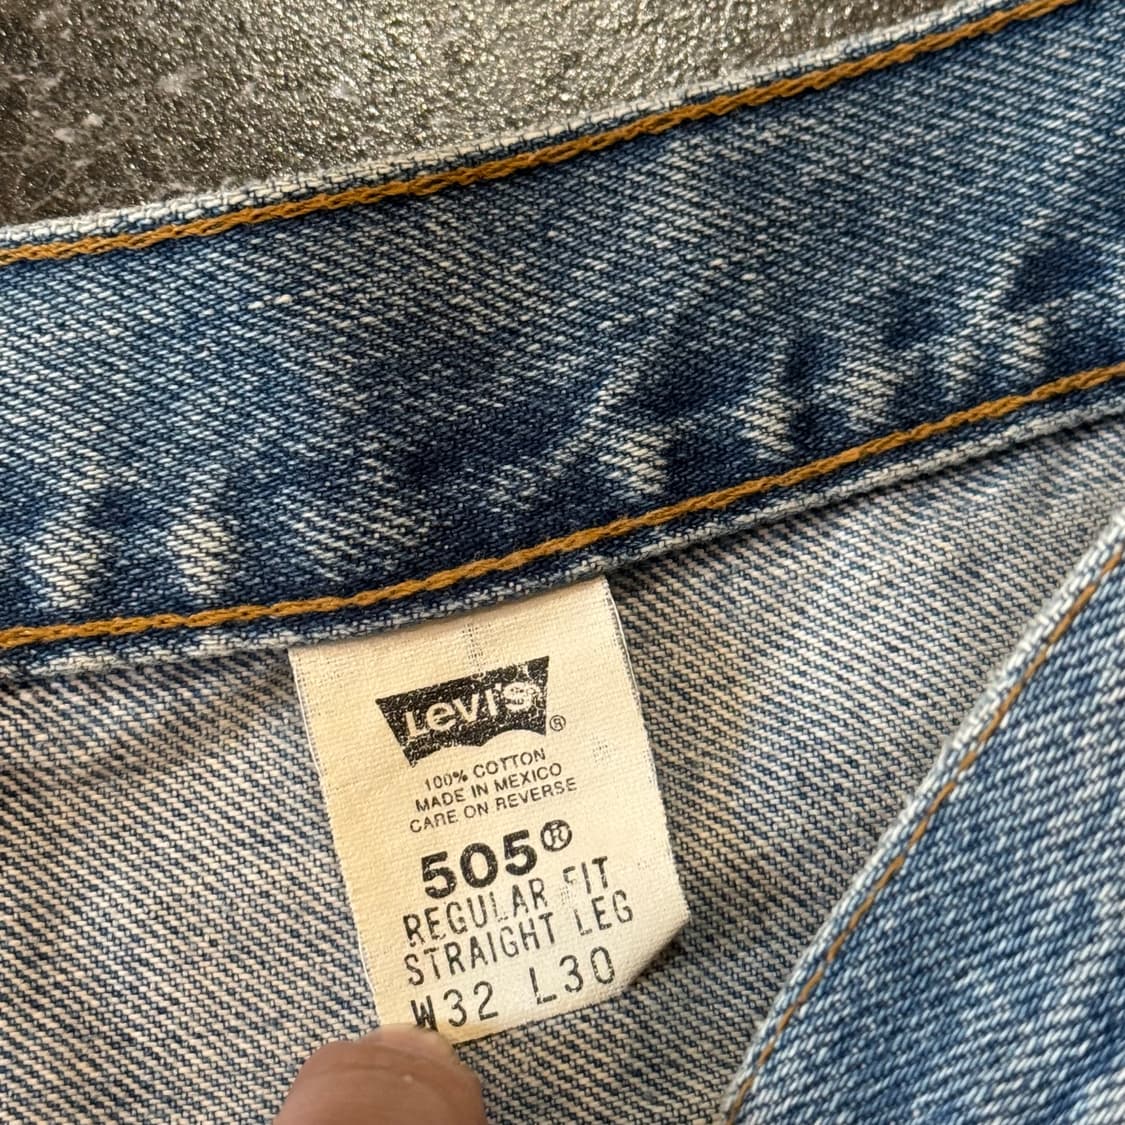 Levi's®
100% COTTON
MADE IN MEXICO
CARE ON REVERSE
505®
REGULAR FIT
STRAIGHT LEG
W32 L30